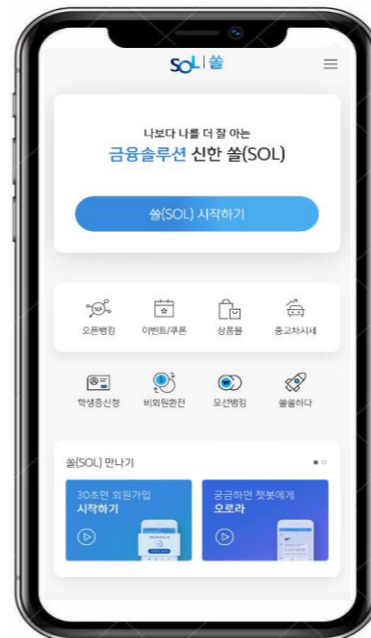 SOL | 쏠
나보다 나를 더 잘 아는
금융솔루션 신한 쏠(SOL)
쏠(SOL) 시작하기
오픈뱅킹 이벤트/쿠폰 상품몰 중고차시세
학생증신청 비회원환전 모션뱅킹 쏠쏠하다
쏠(SOL) 만나기
30초면 회원가입
시작하기
궁금하면 챗봇에게
오로라